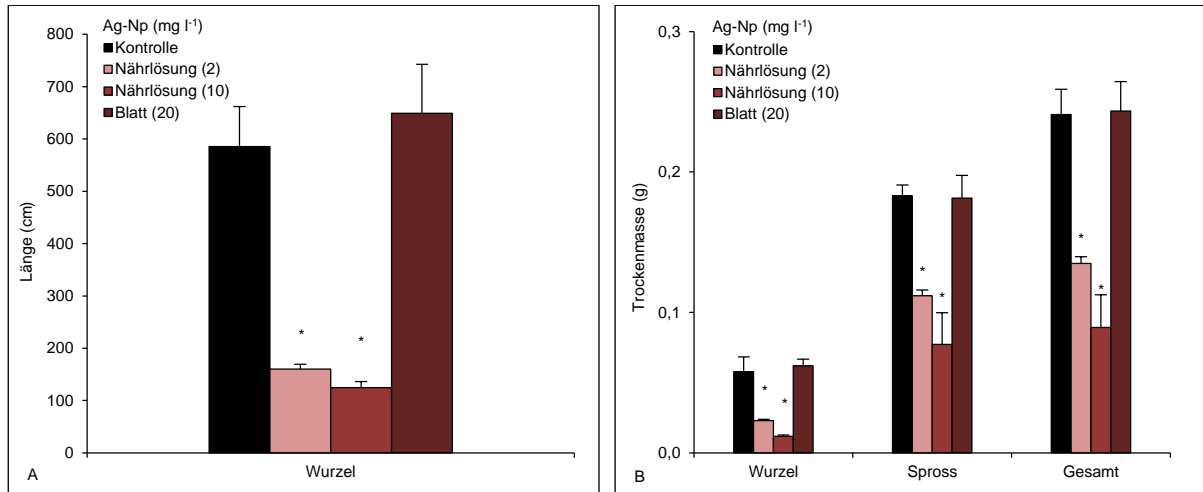 Ag-Np (mg l⁻¹)
Kontrolle
Nährlösung (2)
Nährlösung (10)
Blatt (20)
800
700
600
500
400
300
200
100
0
Länge (cm)
* *
Wurzel
A
Ag-Np (mg l⁻¹)
Kontrolle
Nährlösung (2)
Nährlösung (10)
Blatt (20)
0,3
0,2
0,1
0,0
Trockenmasse (g)
* * * * * *
Wurzel Spross Gesamt
B